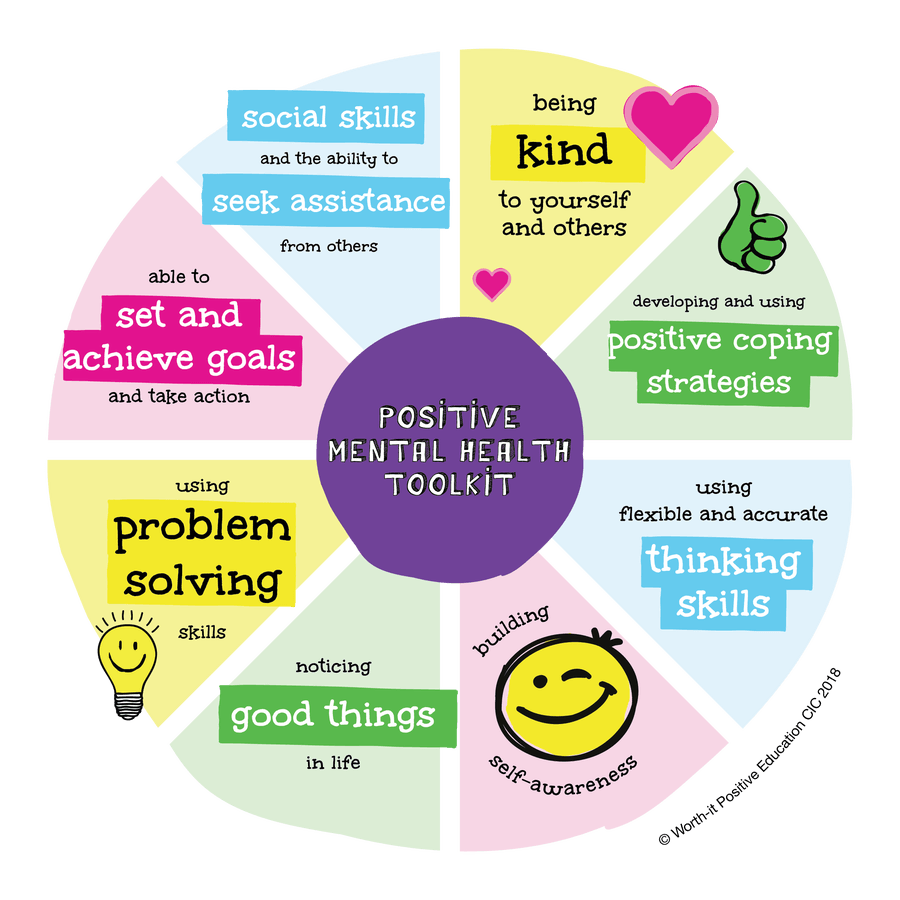 being
kind
to yourself
and others
developing and using
positive coping
strategies
using
flexible and accurate
thinking
skills
building
self-awareness
noticing
good things
in life
using
problem
solving
skills
able to
set and
achieve goals
and take action
social skills
and the ability to
seek assistance
from others
POSiTiVE
MENTAL HEALTH
TOOLKiT
© Worth-it Positive Education CIC 2018